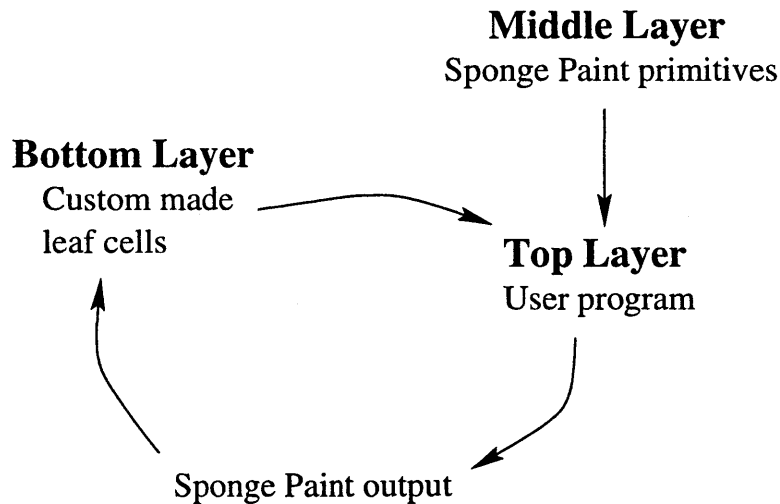 Middle Layer
Sponge Paint primitives
Bottom Layer
Custom made
leaf cells
Top Layer
User program
Sponge Paint output